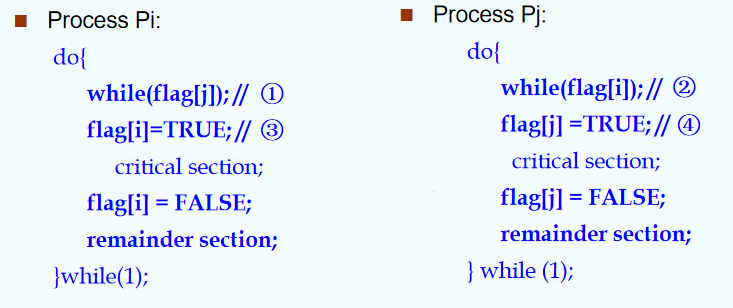 Process Pi:
do{
while(flag[j]);// ①
flag[i]=TRUE;// ③
critical section;
flag[i] = FALSE;
remainder section;
}while(1);
Process Pj:
do{
while(flag[i]);// ②
flag[j] =TRUE;// ④
critical section;
flag[j] = FALSE;
remainder section;
} while (1);